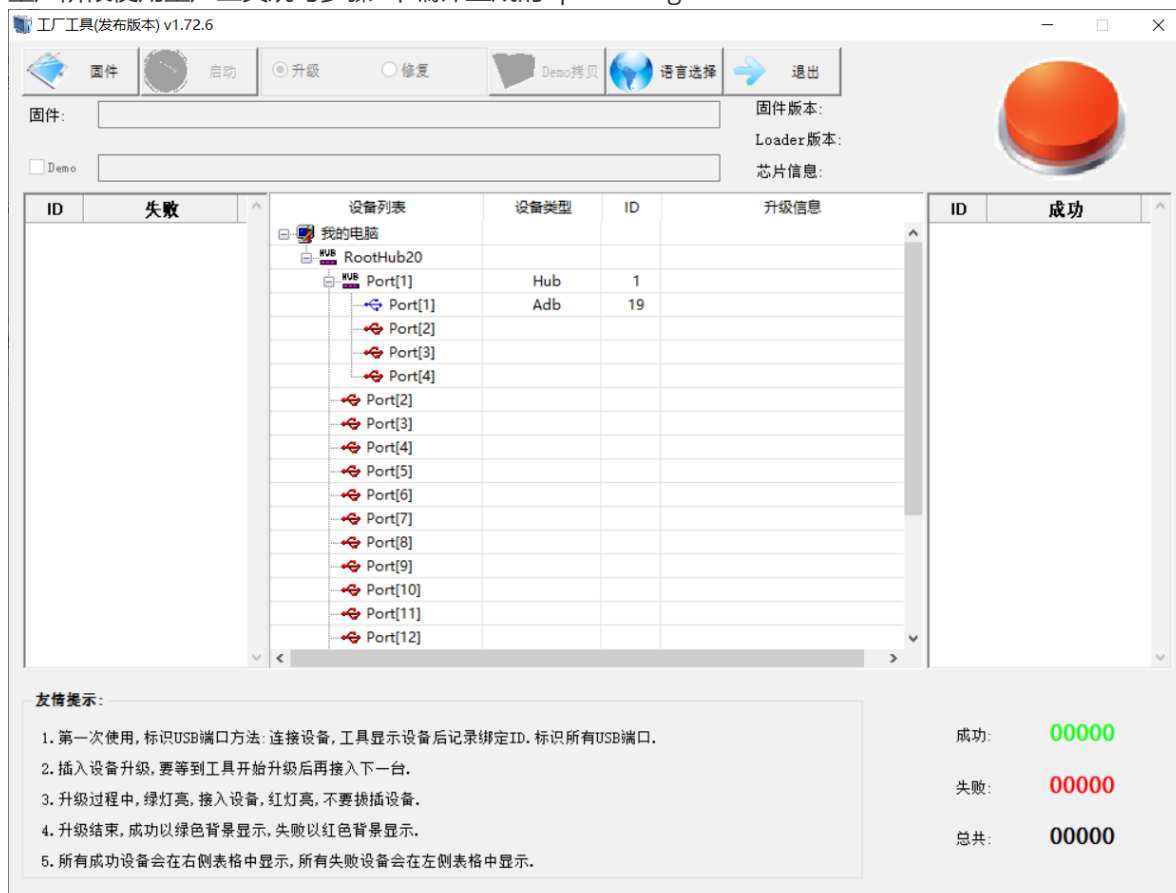 工厂工具(发布版本) v1.72.6
固件 启动 升级 修复 Demo拷贝 语言选择 退出
固件: 固件版本:
Loader版本:
Demo 芯片信息:
ID 失败 设备列表 设备类型 ID 升级信息 ID 成功
我的电脑
RootHub20
Port[1] Hub 1
Port[1] Adb 19
Port[2]
Port[3]
Port[4]
Port[2]
Port[3]
Port[4]
Port[5]
Port[6]
Port[7]
Port[8]
Port[9]
Port[10]
Port[11]
Port[12]
友情提示:
1. 第一次使用, 标识USB端口方法: 连接设备, 工具显示设备后记录绑定ID. 标识所有USB端口.
2. 插入设备升级, 要等到工具开始升级后再接入下一台.
3. 升级过程中, 绿灯亮, 接入设备, 红灯亮, 不要拔插设备.
4. 升级结束, 成功以绿色背景显示, 失败以红色背景显示.
5. 所有成功设备会在右侧表格中显示, 所有失败设备会在左侧表格中显示.
成功: 00000
失败: 00000
总共: 00000